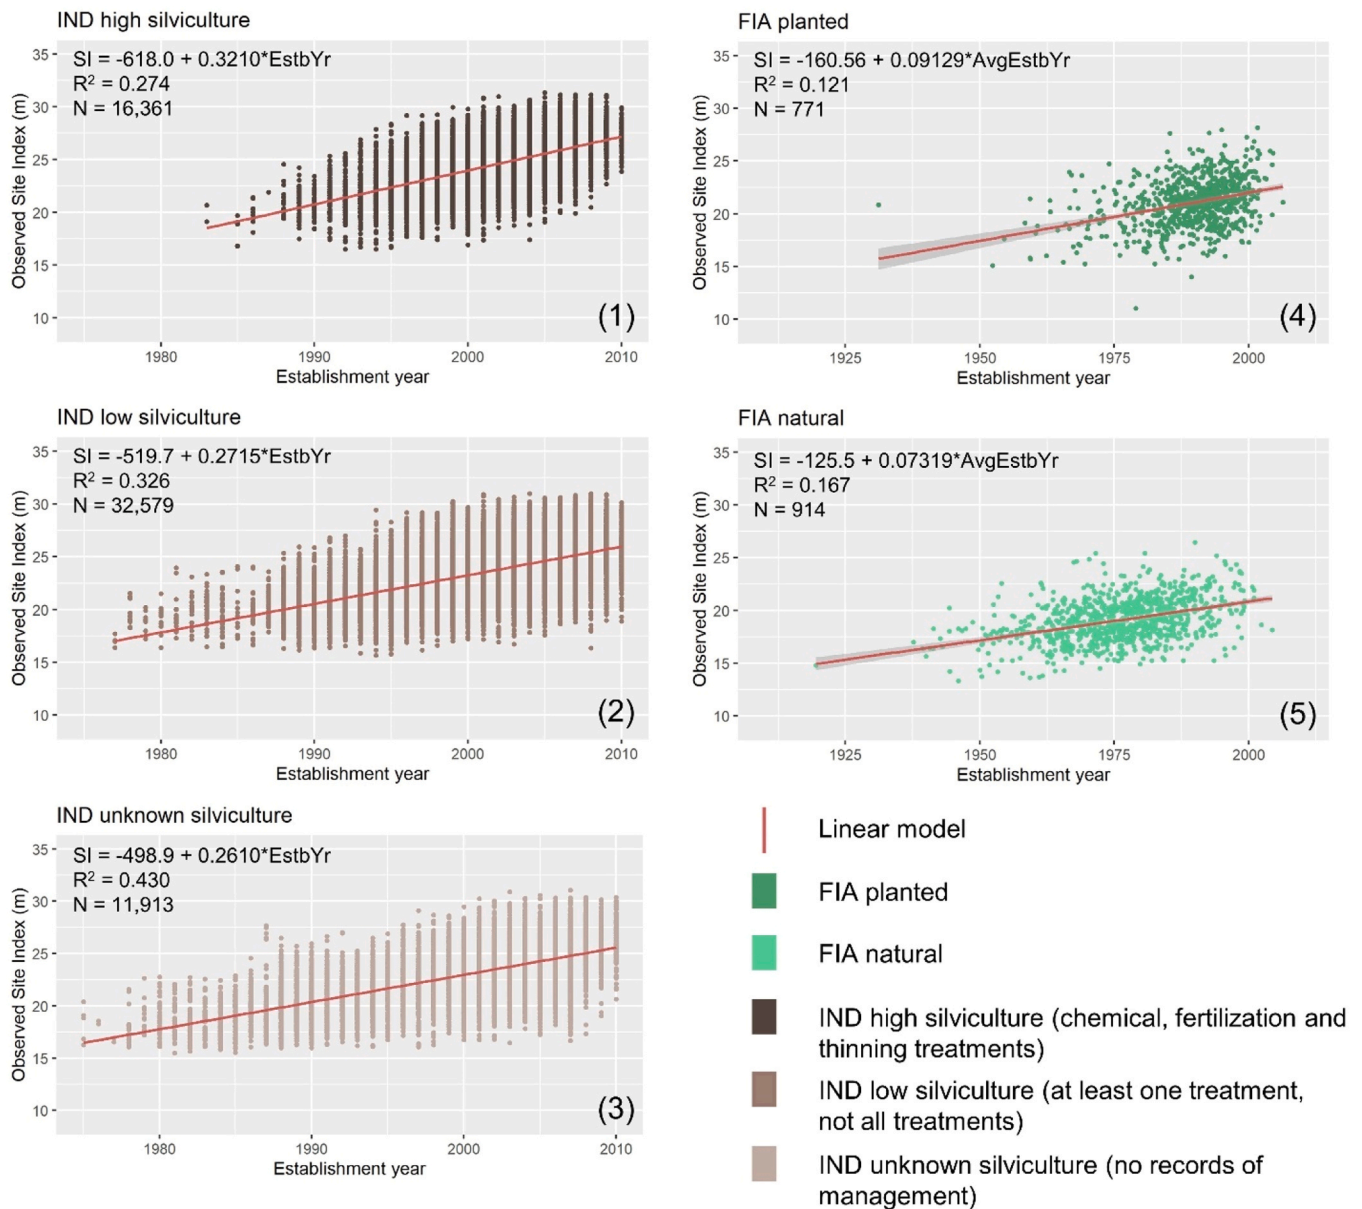 IND high silviculture
SI = -618.0 + 0.3210*EstbYr
R² = 0.274
N = 16,361
Observed Site Index (m)
35
30
25
20
15
10
(1)
1980
1990
2000
2010
Establishment year
IND low silviculture
SI = -519.7 + 0.2715*EstbYr
R² = 0.326
N = 32,579
Observed Site Index (m)
35
30
25
20
15
10
(2)
1980
1990
2000
2010
Establishment year
IND unknown silviculture
SI = -498.9 + 0.2610*EstbYr
R² = 0.430
N = 11,913
Observed Site Index (m)
35
30
25
20
15
10
(3)
1980
1990
2000
2010
Establishment year
FIA planted
SI = -160.56 + 0.09129*AvgEstbYr
R² = 0.121
N = 771
Observed Site Index (m)
35
30
25
20
15
10
(4)
1925
1950
1975
2000
Establishment year
FIA natural
SI = -125.5 + 0.07319*AvgEstbYr
R² = 0.167
N = 914
Observed Site Index (m)
35
30
25
20
15
10
(5)
1925
1950
1975
2000
Establishment year
Linear model
FIA planted
FIA natural
IND high silviculture (chemical, fertilization and
thinning treatments)
IND low silviculture (at least one treatment,
not all treatments)
IND unknown silviculture (no records of
management)